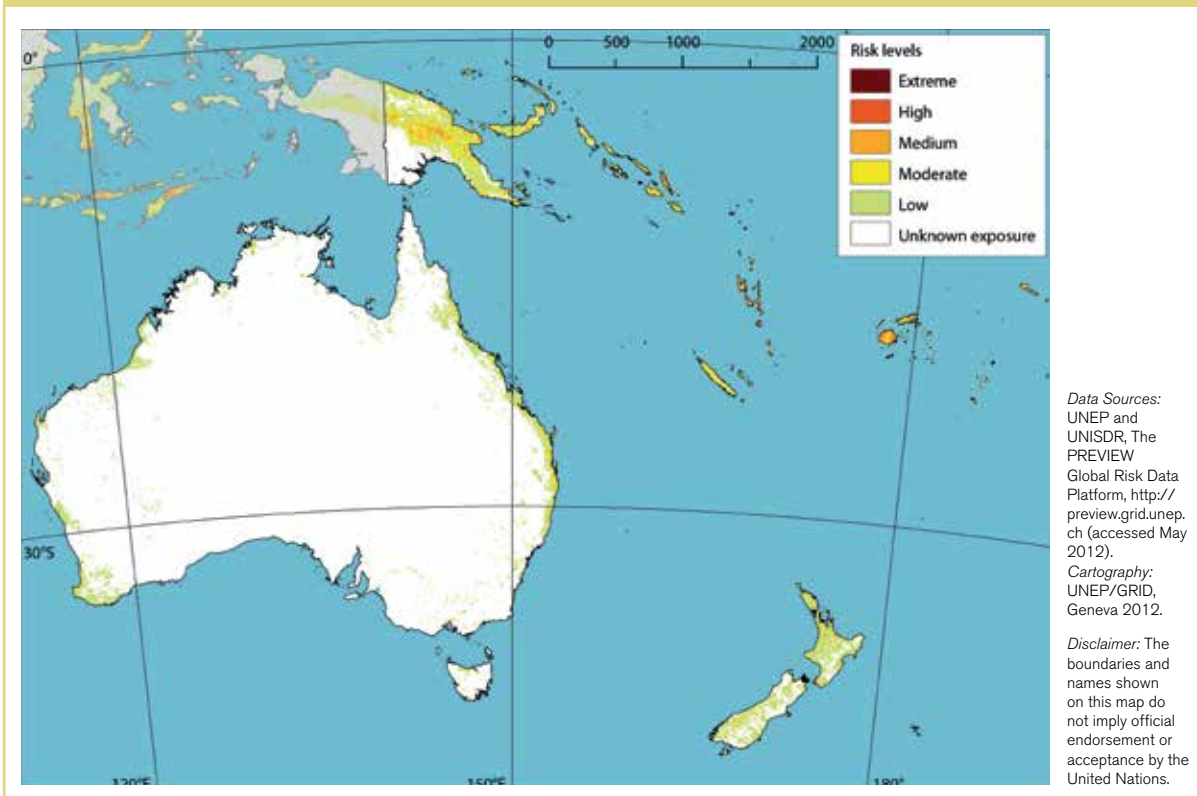 0°
0 500 1000 2000
Risk levels
Extreme
High
Medium
Moderate
Low
Unknown exposure
30°S
120°E
150°E
180°
Data Sources:
UNEP and
UNISDR, The
PREVIEW
Global Risk Data
Platform, http://
preview.grid.unep.
ch (accessed May
2012).
Cartography:
UNEP/GRID,
Geneva 2012.
Disclaimer: The
boundaries and
names shown
on this map do
not imply official
endorsement or
acceptance by the
United Nations.